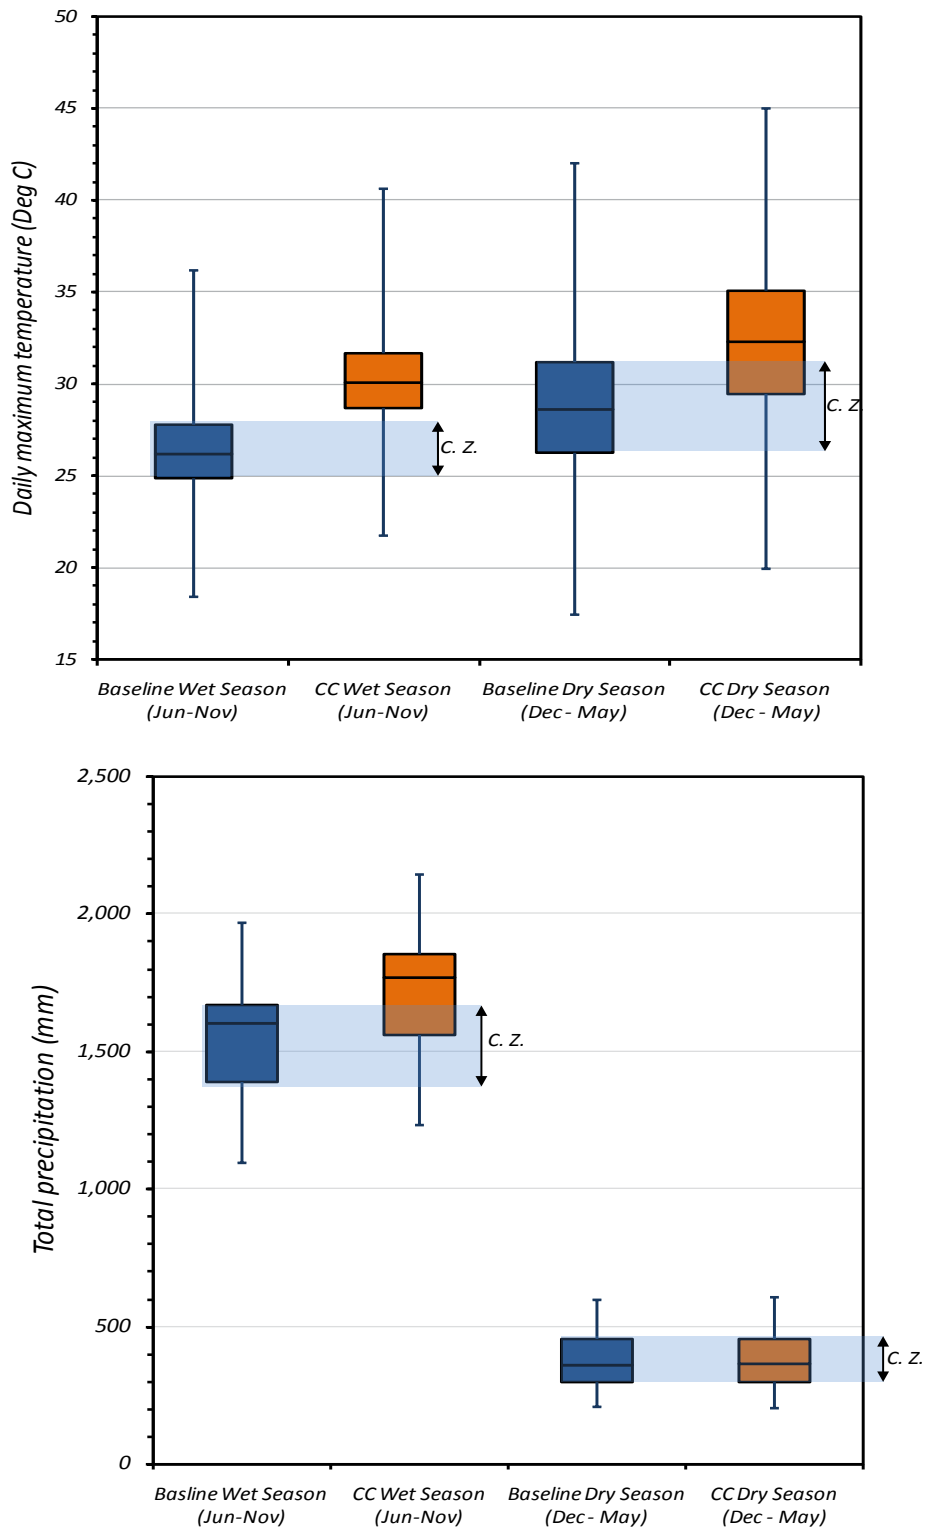 50
45
40
35
30
25
20
15
Daily maximum temperature (Deg C)
C. Z.
C. Z.
Baseline Wet Season
(Jun-Nov)
CC Wet Season
(Jun-Nov)
Baseline Dry Season
(Dec - May)
CC Dry Season
(Dec - May)
2,500
2,000
1,500
1,000
500
0
Total precipitation (mm)
C. Z.
C. Z.
Basline Wet Season
(Jun-Nov)
CC Wet Season
(Jun-Nov)
Baseline Dry Season
(Dec - May)
CC Dry Season
(Dec - May)